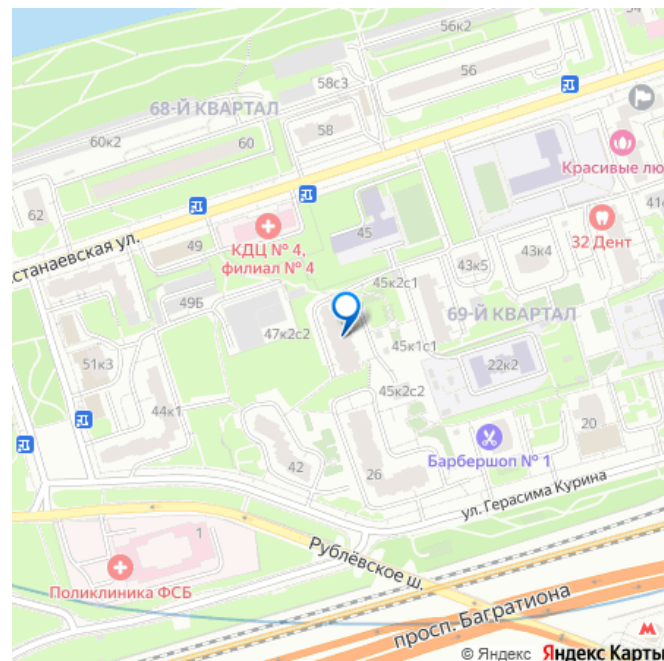 56к2
56
58с3
68-Й КВАРТАЛ
58
60к2
60
Красивые лю
62
45
32 Дент
49
КДЦ № 4,
филиал № 4
станаевская ул.
43к4
43к5
45к2с1
49Б
69-Й КВАРТАЛ
47к2с2
45к1с1
51к3
22к2
45к2с2
44к1
20
42
26
Барбершоп № 1
ул. Герасима Курина
1
Рублёвское ш.
Поликлиника ФСБ
просп. Багратиона
© Яндекс Яндекс Карты